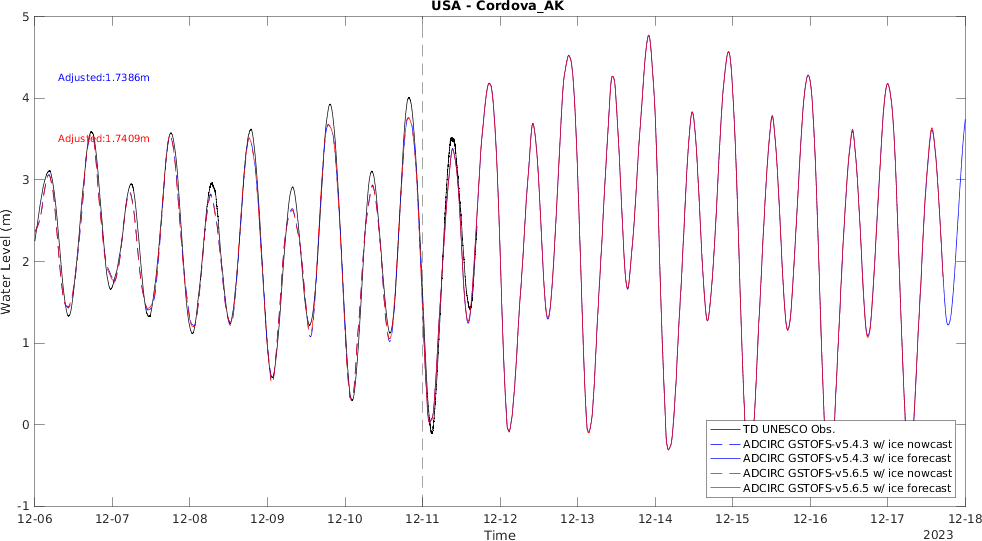 USA - Cordova_AK
5
4
3
2
1
0
-1
Water Level (m)
Adjusted:1.7386m
Adjusted:1.7409m
TD UNESCO Obs.
ADCIRC GSTOFS-v5.4.3 w/ ice nowcast
ADCIRC GSTOFS-v5.4.3 w/ ice forecast
ADCIRC GSTOFS-v5.6.5 w/ ice nowcast
ADCIRC GSTOFS-v5.6.5 w/ ice forecast
12-06 12-07 12-08 12-09 12-10 12-11 12-12 12-13 12-14 12-15 12-16 12-17 12-18
Time
2023